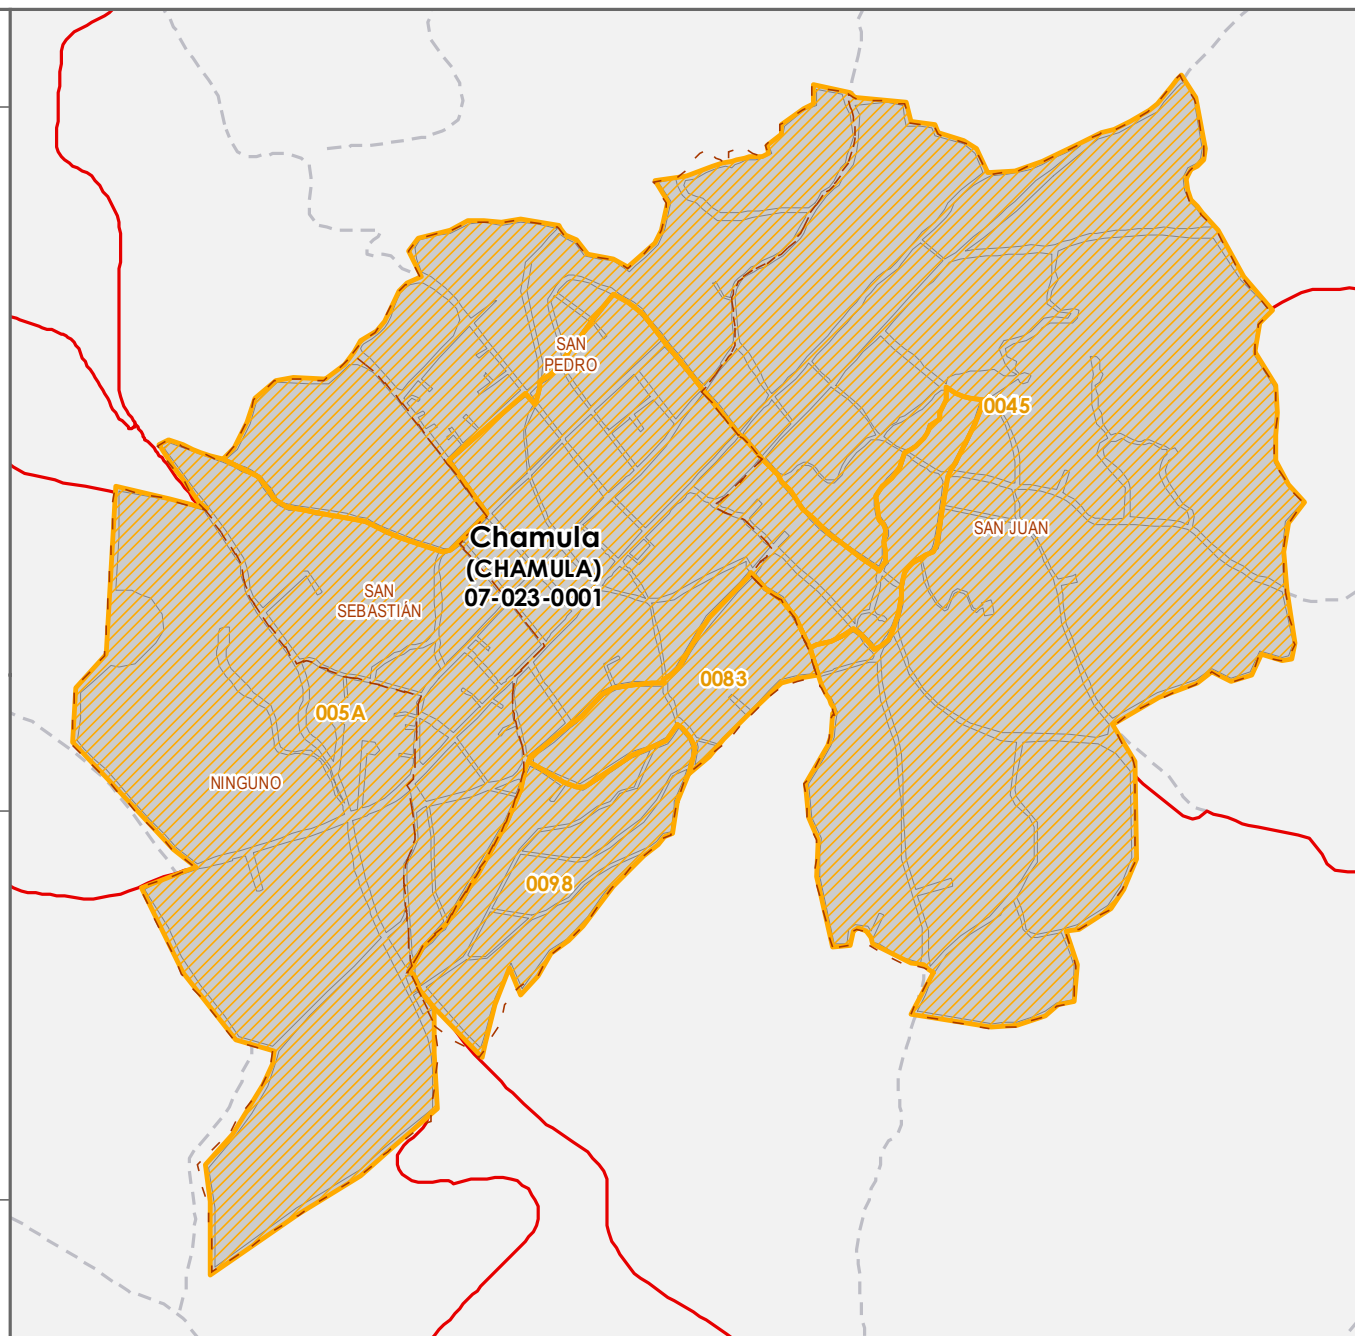 SAN
PEDRO
0045
SAN JUAN
Chamula
(CHAMULA)
07-023-0001
SAN
SEBASTIÁN
0083
005A
NINGUNO
0098